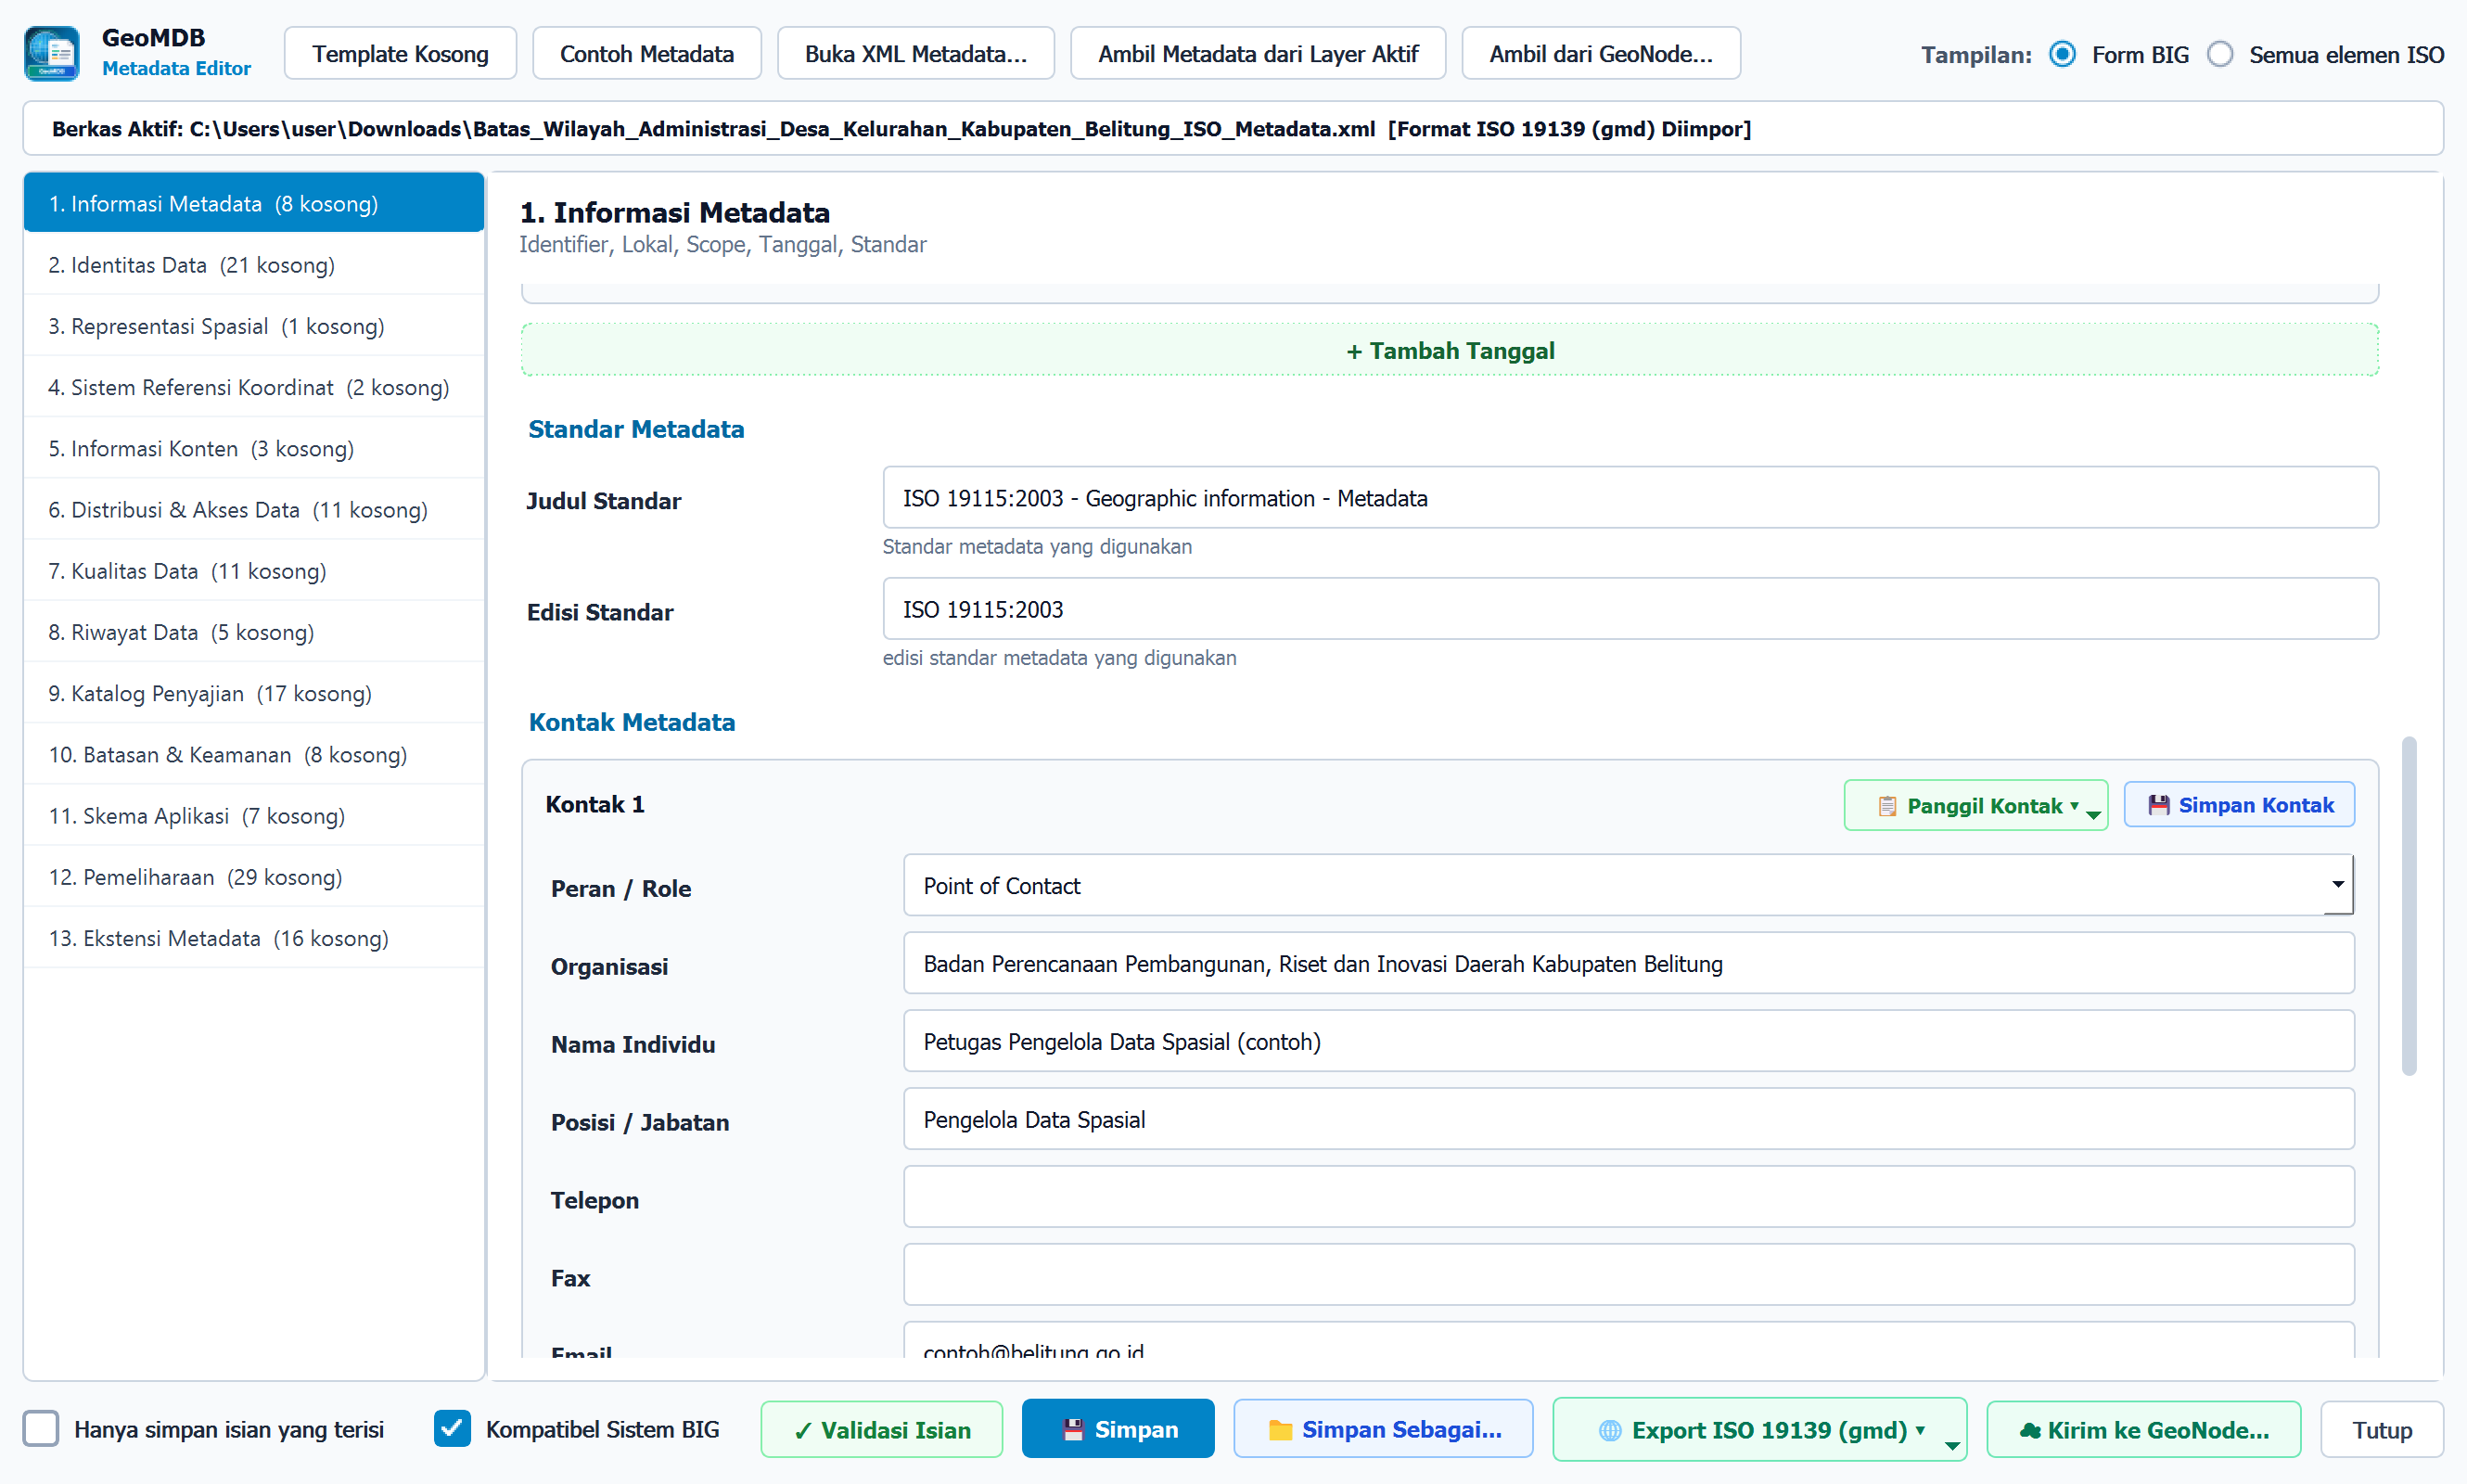 GeoMDB
Metadata Editor
Template Kosong
Contoh Metadata
Buka XML Metadata...
Ambil Metadata dari Layer Aktif
Ambil dari GeoNode...
Tampilan:
Form BIG
Semua elemen ISO
Berkas Aktif: C:\Users\user\Downloads\Batas_Wilayah_Administrasi_Desa_Kelurahan_Kabupaten_Belitung_ISO_Metadata.xml [Format ISO 19139 (gmd) Diimpor]
1. Informasi Metadata (8 kosong)
2. Identitas Data (21 kosong)
3. Representasi Spasial (1 kosong)
4. Sistem Referensi Koordinat (2 kosong)
5. Informasi Konten (3 kosong)
6. Distribusi & Akses Data (11 kosong)
7. Kualitas Data (11 kosong)
8. Riwayat Data (5 kosong)
9. Katalog Penyajian (17 kosong)
10. Batasan & Keamanan (8 kosong)
11. Skema Aplikasi (7 kosong)
12. Pemeliharaan (29 kosong)
13. Ekstensi Metadata (16 kosong)
1. Informasi Metadata
Identifier, Lokal, Scope, Tanggal, Standar
+ Tambah Tanggal
Standar Metadata
Judul Standar
ISO 19115:2003 - Geographic information - Metadata
Standar metadata yang digunakan
Edisi Standar
ISO 19115:2003
edisi standar metadata yang digunakan
Kontak Metadata
Kontak 1
Panggil Kontak
Simpan Kontak
Peran / Role
Point of Contact
Organisasi
Badan Perencanaan Pembangunan, Riset dan Inovasi Daerah Kabupaten Belitung
Nama Individu
Petugas Pengelola Data Spasial (contoh)
Posisi / Jabatan
Pengelola Data Spasial
Telepon
Fax
Email
contoh@belitung.go.id
Hanya simpan isian yang terisi
Kompatibel Sistem BIG
✓ Validasi Isian
Simpan
Simpan Sebagai...
Export ISO 19139 (gmd)
Kirim ke GeoNode...
Tutup